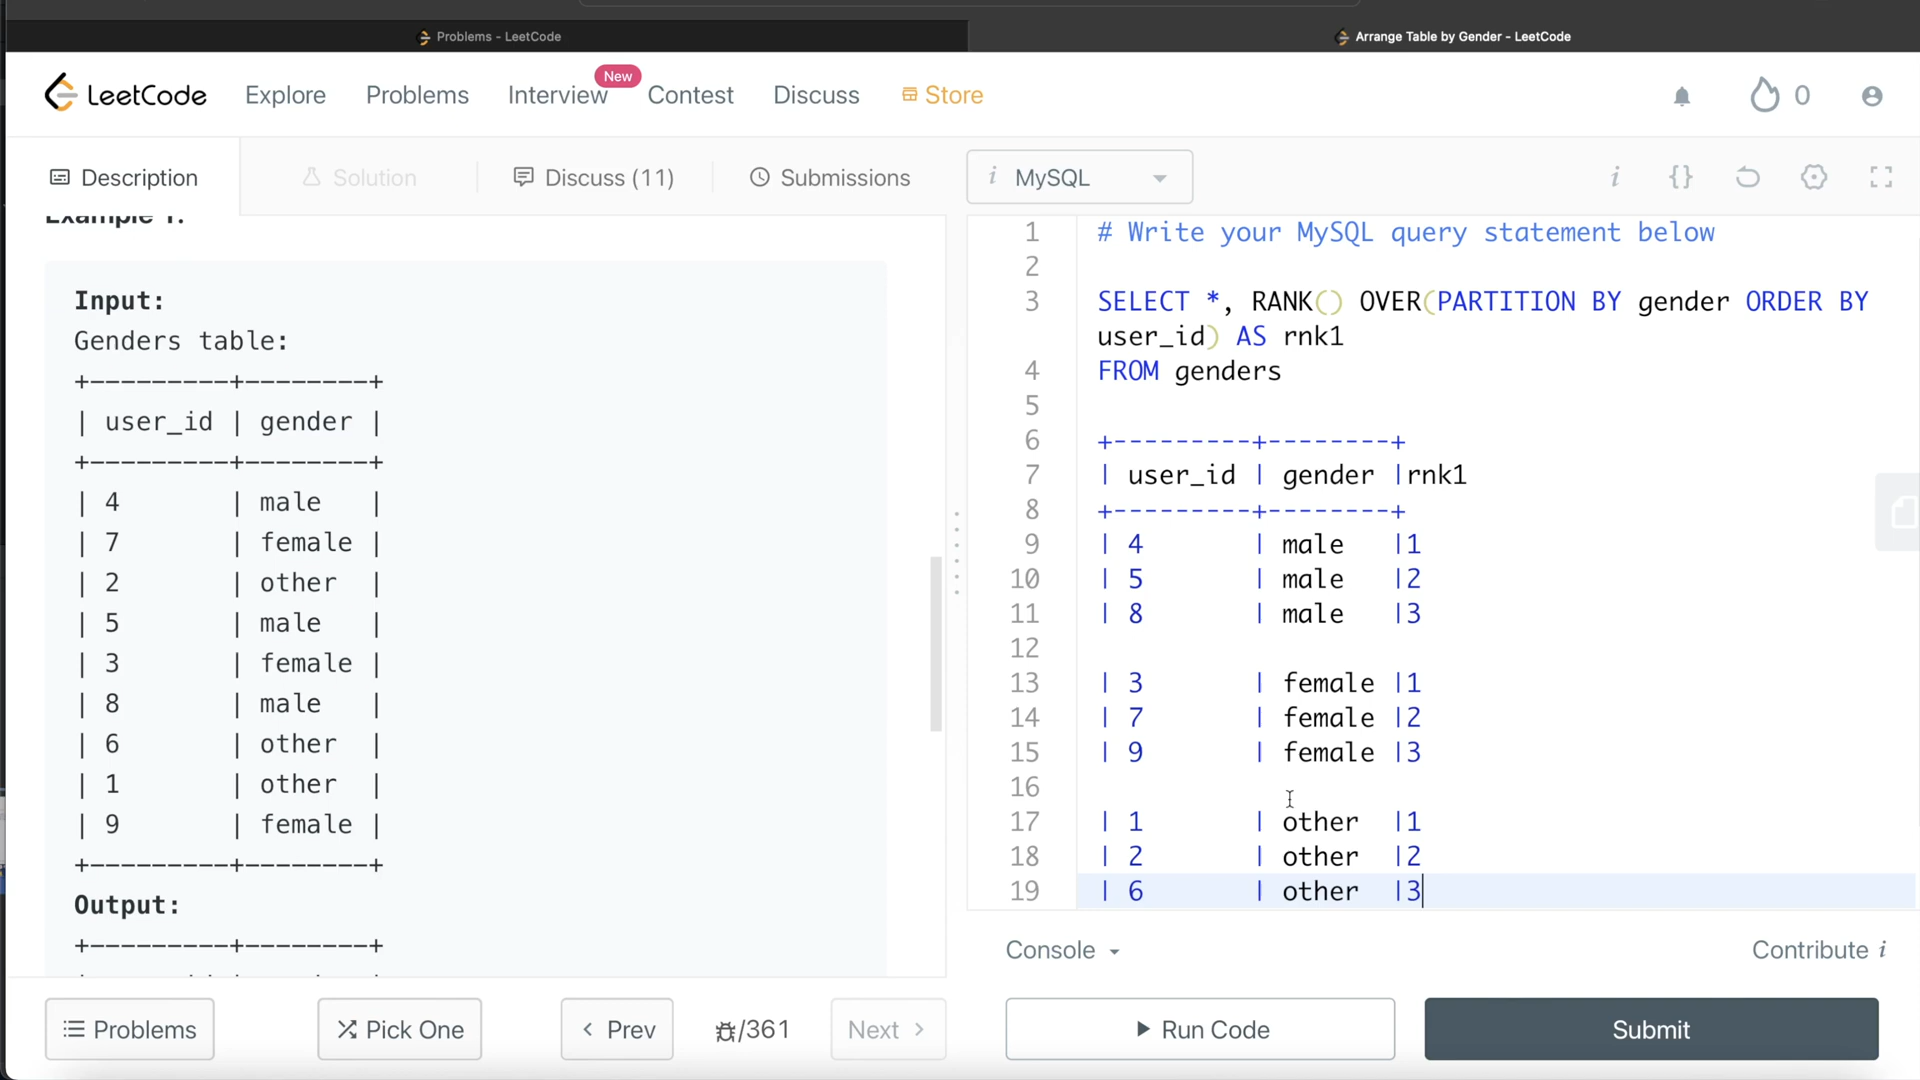 Problems - LeetCode
Arrange Table by Gender - LeetCode
LeetCode
Explore
Problems
Interview
New
Contest
Discuss
Store
0
Description
Solution
Discuss (11)
Submissions
i MySQL
i {}
Example 1:
Input:
Genders table:
+---------+--------+
| user_id | gender |
+---------+--------+
| 4       | male   |
| 7       | female |
| 2       | other  |
| 5       | male   |
| 3       | female |
| 8       | male   |
| 6       | other  |
| 1       | other  |
| 9       | female |
+---------+--------+
Output:
+---------+--------+
1 # Write your MySQL query statement below
2
3 SELECT *, RANK() OVER(PARTITION BY gender ORDER BY
user_id) AS rnk1
4 FROM genders
5
6 +---------+--------+
7 | user_id | gender |rnk1
8 +---------+--------+
9 | 4       | male   |1
10 | 5       | male   |2
11 | 8       | male   |3
12
13 | 3       | female |1
14 | 7       | female |2
15 | 9       | female |3
16
17 | 1       | other  |1
18 | 2       | other  |2
19 | 6       | other  |3
Console
Contribute i
Problems
Pick One
Prev
/361
Next
Run Code
Submit